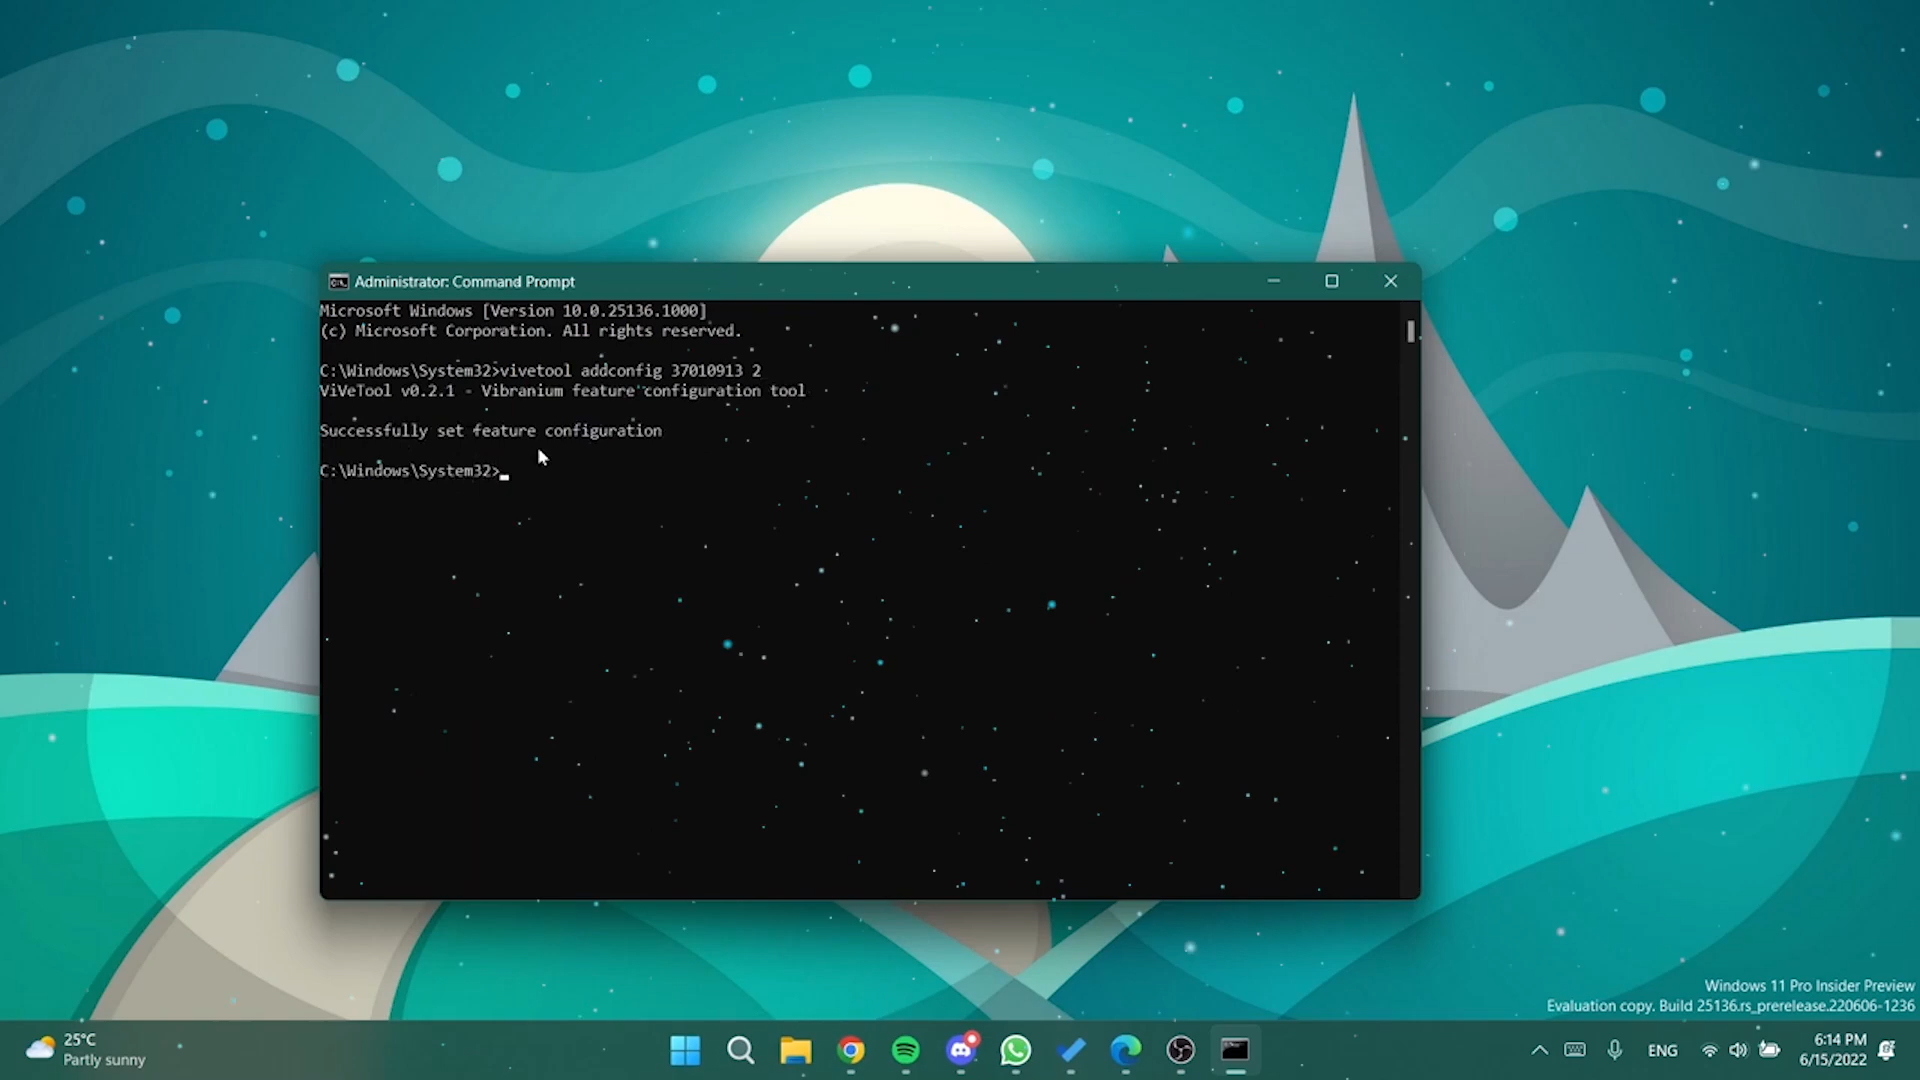 Administrator: Command Prompt
Microsoft Windows [Version 10.0.25136.1000]
(c) Microsoft Corporation. All rights reserved.
C:\Windows\System32>vivetool addconfig 37010913 2
ViVeTool v0.2.1 - Vibranium feature configuration tool
Successfully set feature configuration
C:\Windows\System32>
Windows 11 Pro Insider Preview
Evaluation copy. Build 25136.rs_prerelease.220606-1236
25°C
Partly sunny
ENG
6:14 PM
6/15/2022